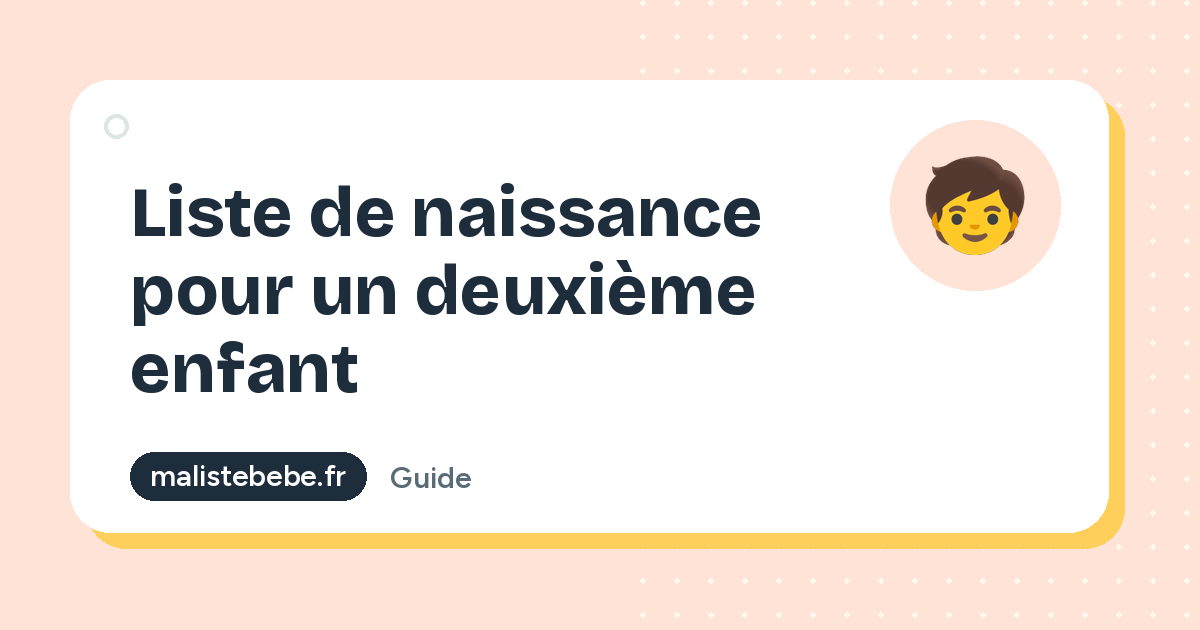 Liste de naissance
pour un deuxième
enfant
malistebebe.fr
Guide